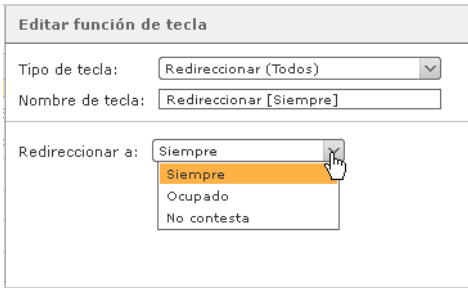 Editar función de tecla
Tipo de tecla: Redireccionar (Todos)
Nombre de tecla: Redireccionar [Siempre]
Redireccionar a: Siempre
Siempre
Ocupado
No contesta